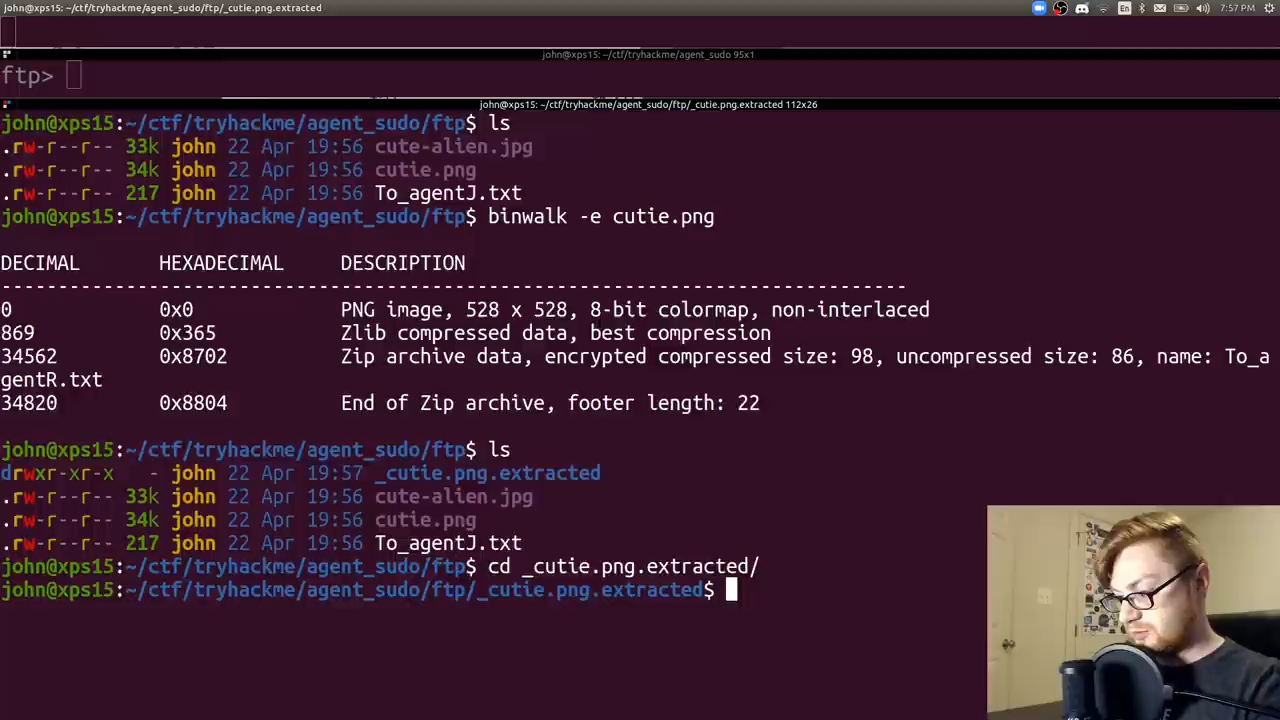 john@xps15: ~/ctf/tryhackme/agent_sudo/ftp/_cutie.png.extracted
En
7:57 PM
john@xps15: ~/ctf/tryhackme/agent_sudo 95x1
ftp>
john@xps15: ~/ctf/tryhackme/agent_sudo/ftp/_cutie.png.extracted 112x26
john@xps15:~/ctf/tryhackme/agent_sudo/ftp$ ls
.rw-r--r-- 33k john 22 Apr 19:56 cute-alien.jpg
.rw-r--r-- 34k john 22 Apr 19:56 cutie.png
.rw-r--r-- 217 john 22 Apr 19:56 To_agentJ.txt
john@xps15:~/ctf/tryhackme/agent_sudo/ftp$ binwalk -e cutie.png
DECIMAL HEXADECIMAL DESCRIPTION
--------------------------------------------------------------------------------
0 0x0 PNG image, 528 x 528, 8-bit colormap, non-interlaced
869 0x365 Zlib compressed data, best compression
34562 0x8702 Zip archive data, encrypted compressed size: 98, uncompressed size: 86, name: To_a
gentR.txt
34820 0x8804 End of Zip archive, footer length: 22
john@xps15:~/ctf/tryhackme/agent_sudo/ftp$ ls
drwxr-xr-x - john 22 Apr 19:57 _cutie.png.extracted
.rw-r--r-- 33k john 22 Apr 19:56 cute-alien.jpg
.rw-r--r-- 34k john 22 Apr 19:56 cutie.png
.rw-r--r-- 217 john 22 Apr 19:56 To_agentJ.txt
john@xps15:~/ctf/tryhackme/agent_sudo/ftp$ cd _cutie.png.extracted/
john@xps15:~/ctf/tryhackme/agent_sudo/ftp/_cutie.png.extracted$